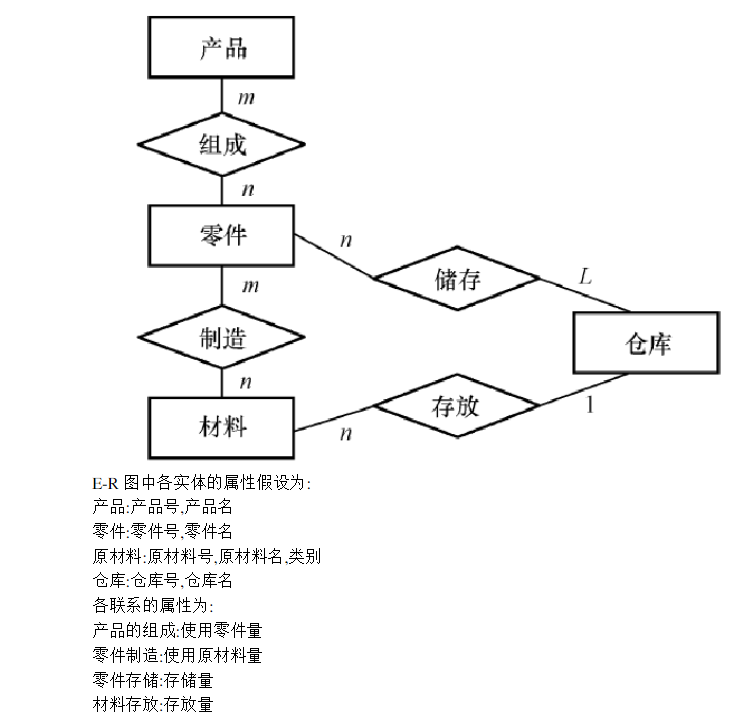 产品
m
组成
n
零件
n
储存
L
m
制造
仓库
n
材料
n
存放
1
E-R 图中各实体的属性假设为:
产品:产品号,产品名
零件:零件号,零件名
原材料:原材料号,原材料名,类别
仓库:仓库号,仓库名
各联系的属性为:
产品的组成:使用零件量
零件制造:使用原材料量
零件存储:存储量
材料存放:存放量